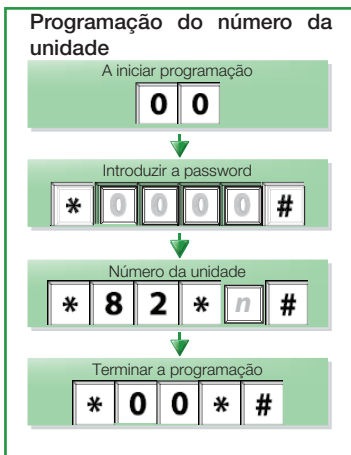 Programação do número da
unidade
A iniciar programação
0 0
Introduzir a password
* 0 0 0 0 #
Número da unidade
* 8 2 * n #
Terminar a programação
* 0 0 * #